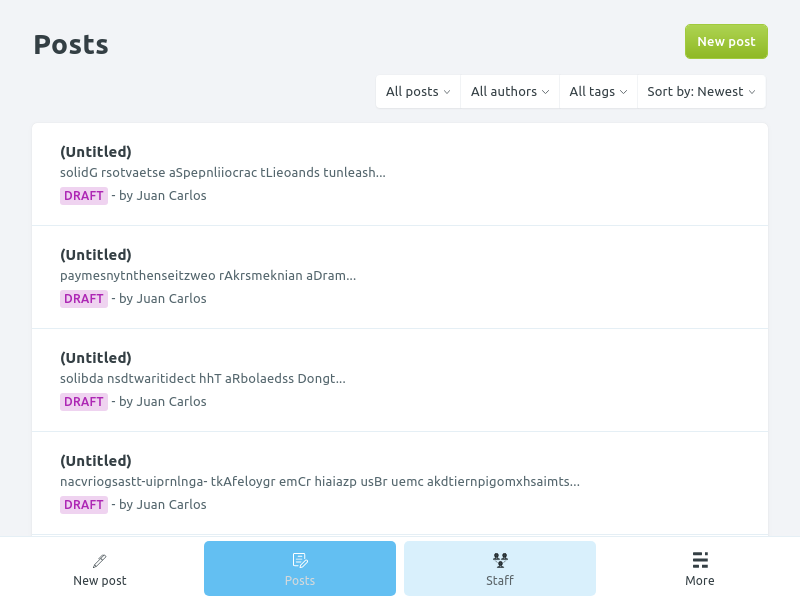 Posts
New post
All posts
All authors
All tags
Sort by: Newest
(Untitled)
solidG rsotvaetse aSpepnliiocrac tLieoands tunleash...
DRAFT - by Juan Carlos
(Untitled)
paymesnytnthenseitzweo rAkrsmeknian aDram...
DRAFT - by Juan Carlos
(Untitled)
solibda nsdtwaritidect hhT aRbolaedss Dongt...
DRAFT - by Juan Carlos
(Untitled)
nacvriogsastt-uiprnlnga- tkAfeloygr emCr hiaiazp usBr uemc akdtiernpigomxhsaimts...
DRAFT - by Juan Carlos
New post
Posts
Staff
More